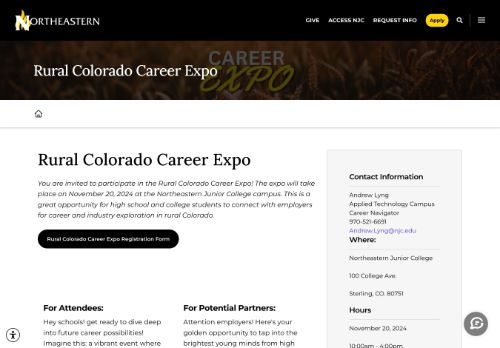 NORTHEASTERN
GIVE ACCESS NJC REQUEST INFO Apply
CAREER
EXPO
Rural Colorado Career Expo
Rural Colorado Career Expo
You are invited to participate in the Rural Colorado Career Expo! The expo will take
place on November 20, 2024 at the Northeastern Junior College campus. This is a
great opportunity for high school and college students to connect with employers
for career and industry exploration in rural Colorado.
Rural Colorado Career Expo Registration Form
For Attendees:
Hey schools! get ready to dive deep
into future career possibilities!
Imagine this: a vibrant event where
For Potential Partners:
Attention employers! Here's your
golden opportunity to tap into the
brightest young minds from high
Contact Information
Andrew Lyng
Applied Technology Campus
Career Navigator
970-521-6691
Andrew.Lyng@njc.edu
Where:
Northeastern Junior College
100 College Ave.
Sterling, CO. 80751
Hours
November 20, 2024
10:00am - 4:00pm